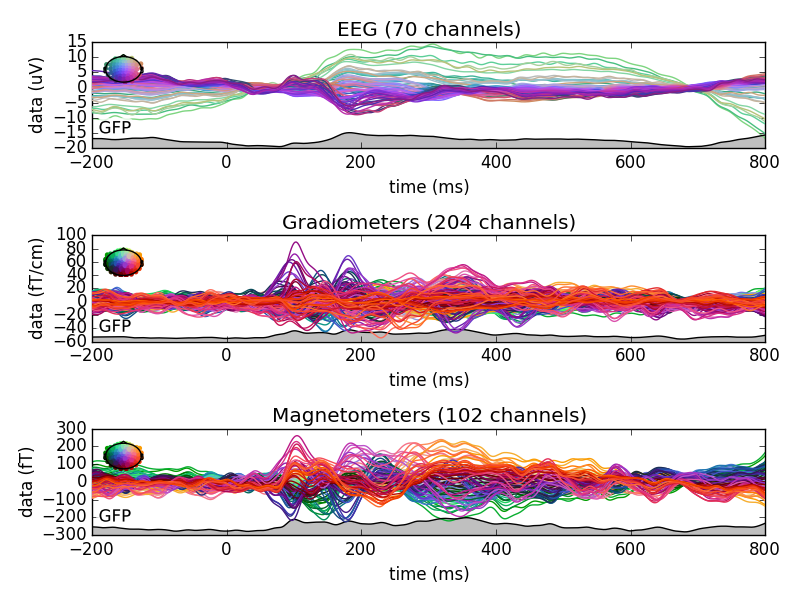 EEG (70 channels)
15
10
5
0
−5
−10
−15
−20
data (uV)
GFP
−200 0 200 400 600 800
time (ms)
Gradiometers (204 channels)
100
80
60
40
20
0
−20
−40
−60
data (fT/cm)
GFP
−200 0 200 400 600 800
time (ms)
Magnetometers (102 channels)
300
200
100
0
−100
−200
−300
data (fT)
GFP
−200 0 200 400 600 800
time (ms)